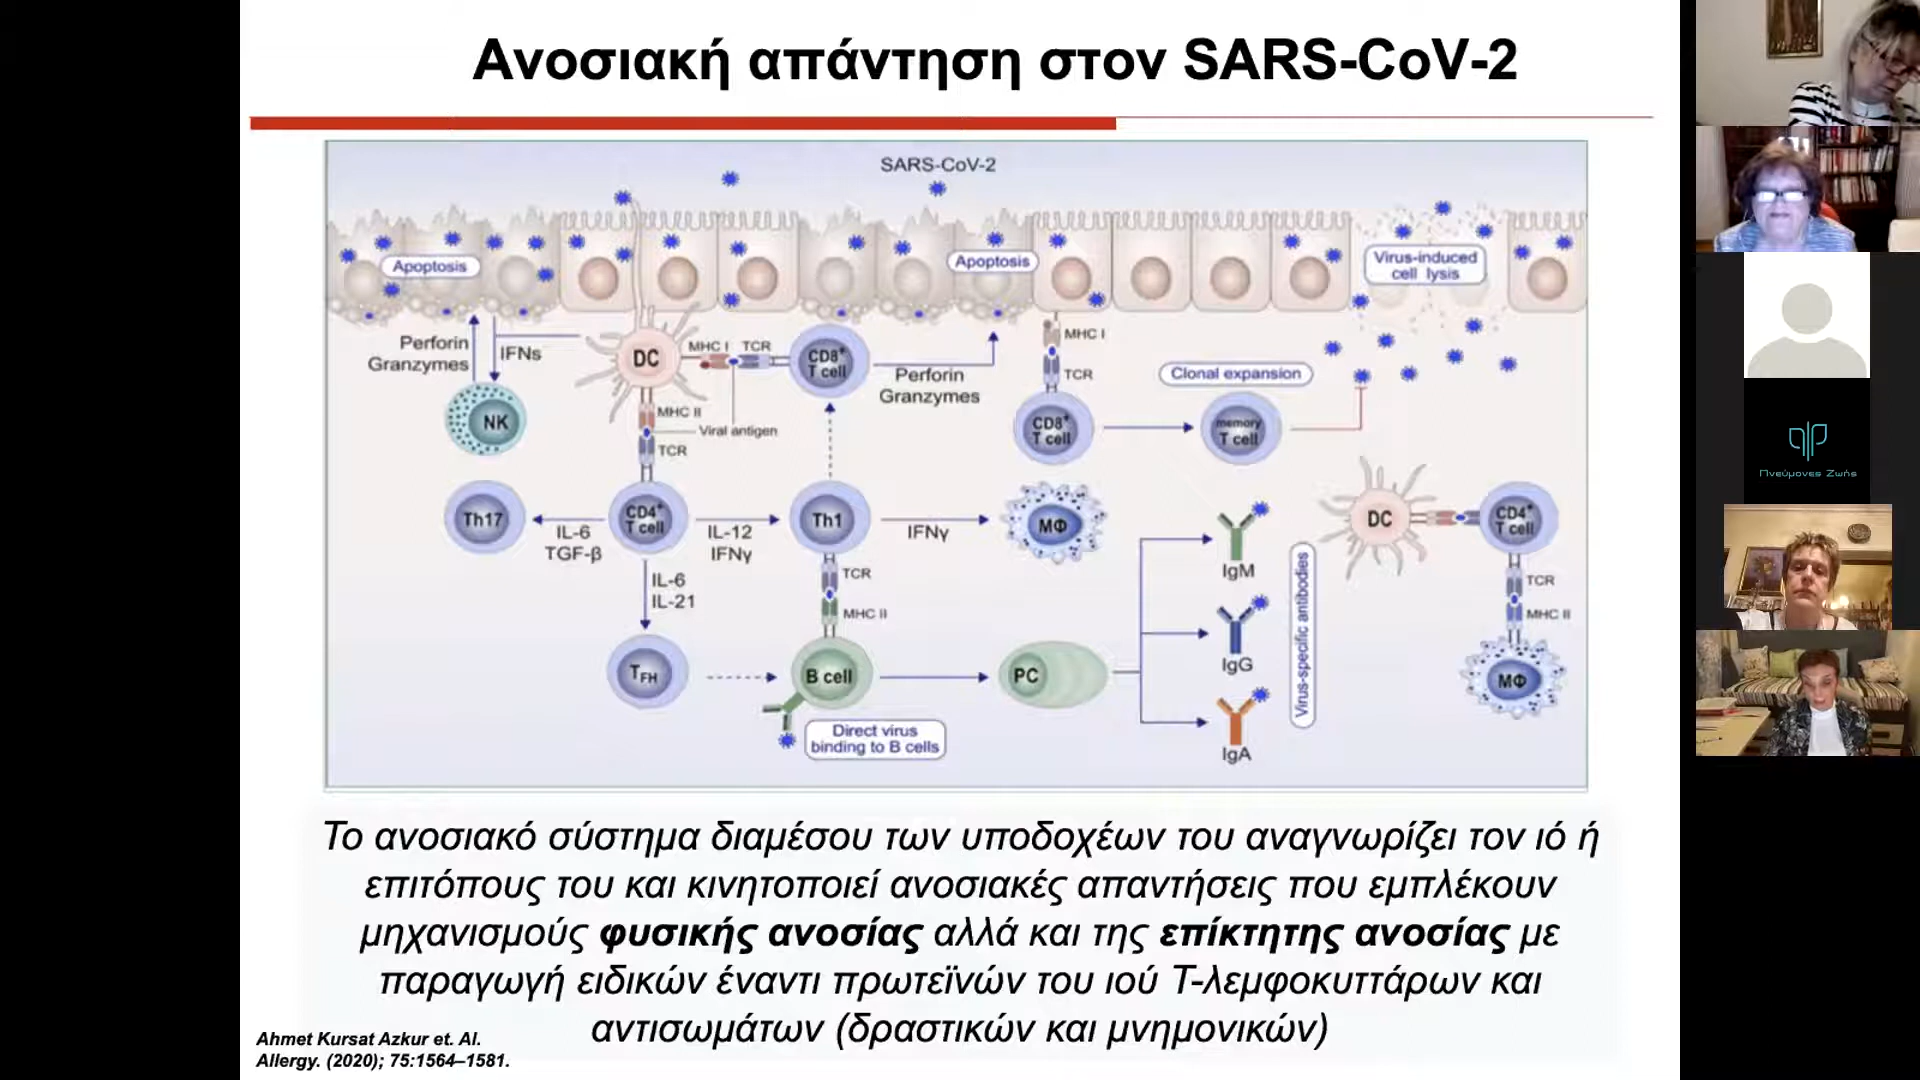 Ανοσιακή απάντηση στον SARS-CoV-2
SARS-CoV-2
Apoptosis
Apoptosis
Virus-induced
cell lysis
Perforin
Granzymes
IFNs
DC
MHC I
TCR
CD8+
T cell
Perforin
Granzymes
MHC I
TCR
Clonal expansion
NK
MHC II
Viral antigen
TCR
CD8+
T cell
memory
T cell
Th17
IL-6
TGF-β
CD4+
T cell
IL-12
IFNγ
Th1
IFNγ
MΦ
IgM
DC
CD4+
T cell
IL-6
IL-21
TCR
MHC II
IgG
Virus-specific antibodies
TCR
MHC II
TFH
B cell
PC
MΦ
Direct virus
binding to B cells
IgA
Το ανοσιακό σύστημα διαμέσου των υποδοχέων του αναγνωρίζει τον ιό ή
επιτόπους του και κινητοποιεί ανοσιακές απαντήσεις που εμπλέκουν
μηχανισμούς φυσικής ανοσίας αλλά και της επίκτητης ανοσίας με
παραγωγή ειδικών έναντι πρωτεϊνών του ιού Τ-λεμφοκυττάρων και
αντισωμάτων (δραστικών και μνημονικών)
Ahmet Kursat Azkur et. Al.
Allergy. (2020); 75:1564–1581.
Πνεύμονες Ζωής